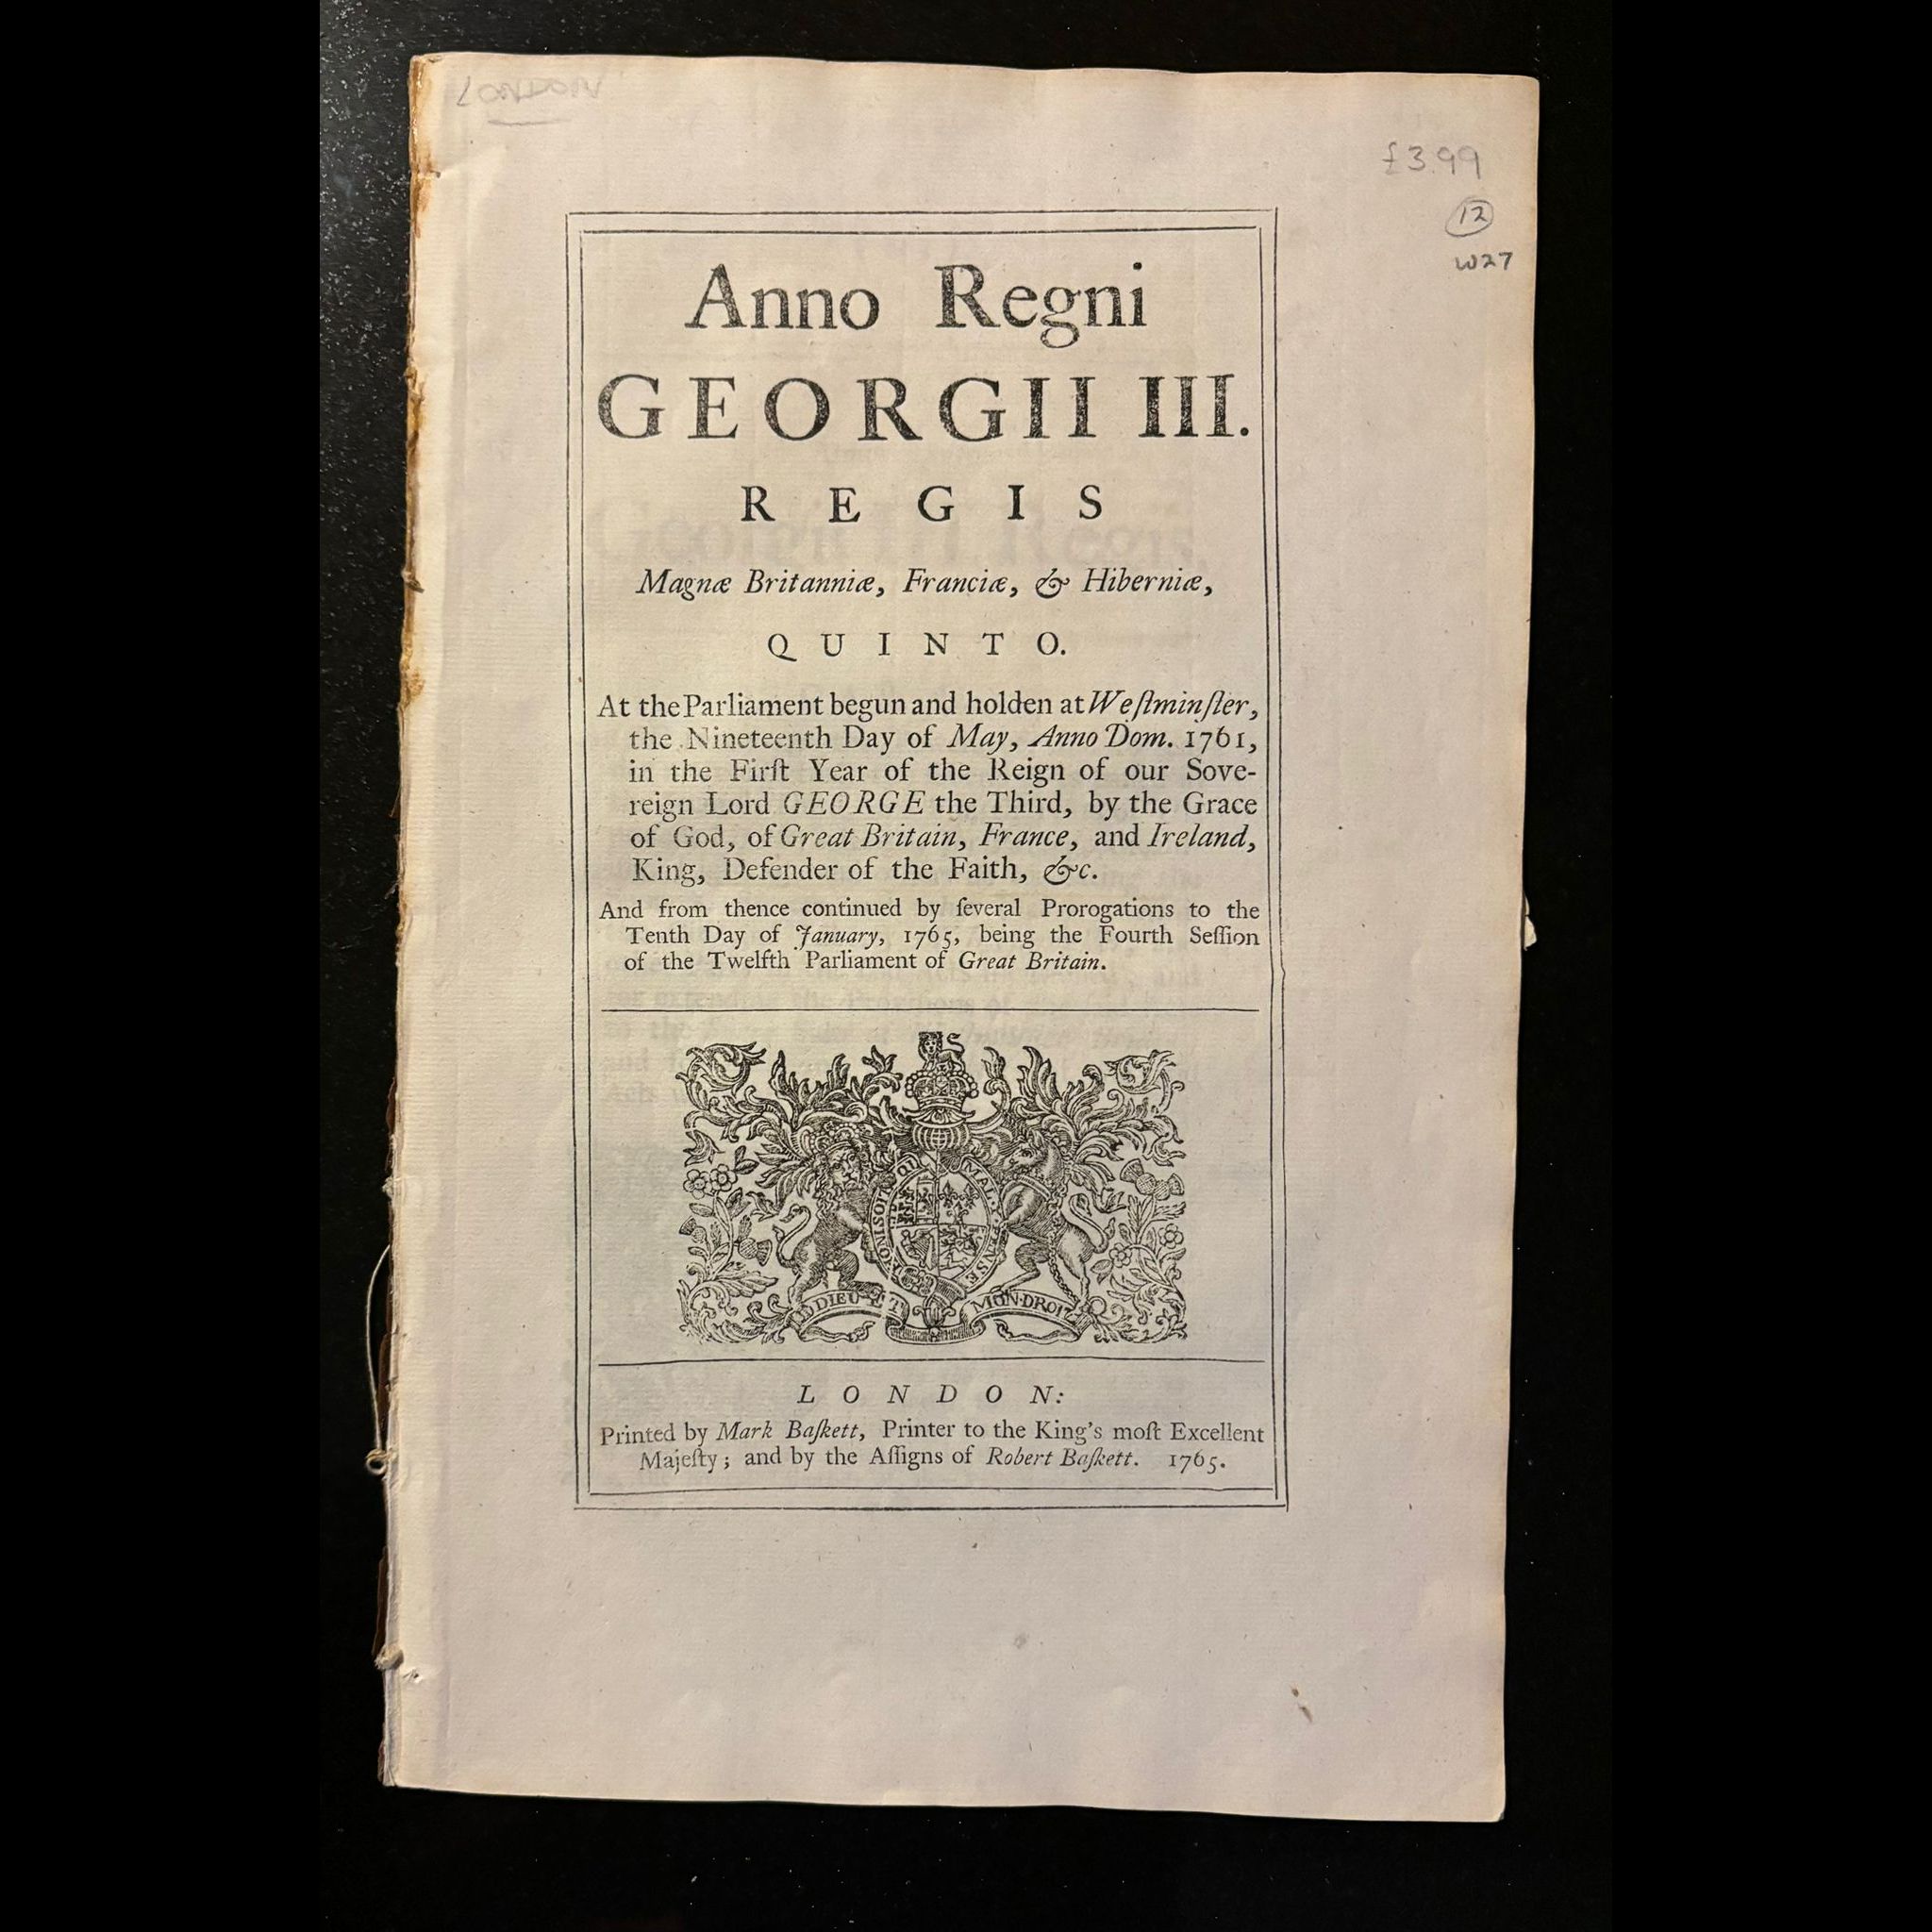 LONDON
£3.99
12
W27
Anno Regni
GEORGII III.
REGIS
Magnæ Britanniæ, Franciæ, & Hiberniæ,
QUINTO.
At the Parliament begun and holden at Weſtminſter,
the Nineteenth Day of May, Anno Dom. 1761,
in the Firſt Year of the Reign of our Sove-
reign Lord GEORGE the Third, by the Grace
of God, of Great Britain, France, and Ireland,
King, Defender of the Faith, &c.
And from thence continued by ſeveral Prorogations to the
Tenth Day of January, 1765, being the Fourth Seſſion
of the Twelfth Parliament of Great Britain.
HONI SOIT QUI MAL Y PENSE
DIEU ET MON DROIT
LONDON:
Printed by Mark Baſkett, Printer to the King's moſt Excellent
Majeſty; and by the Aſſigns of Robert Baſkett. 1765.